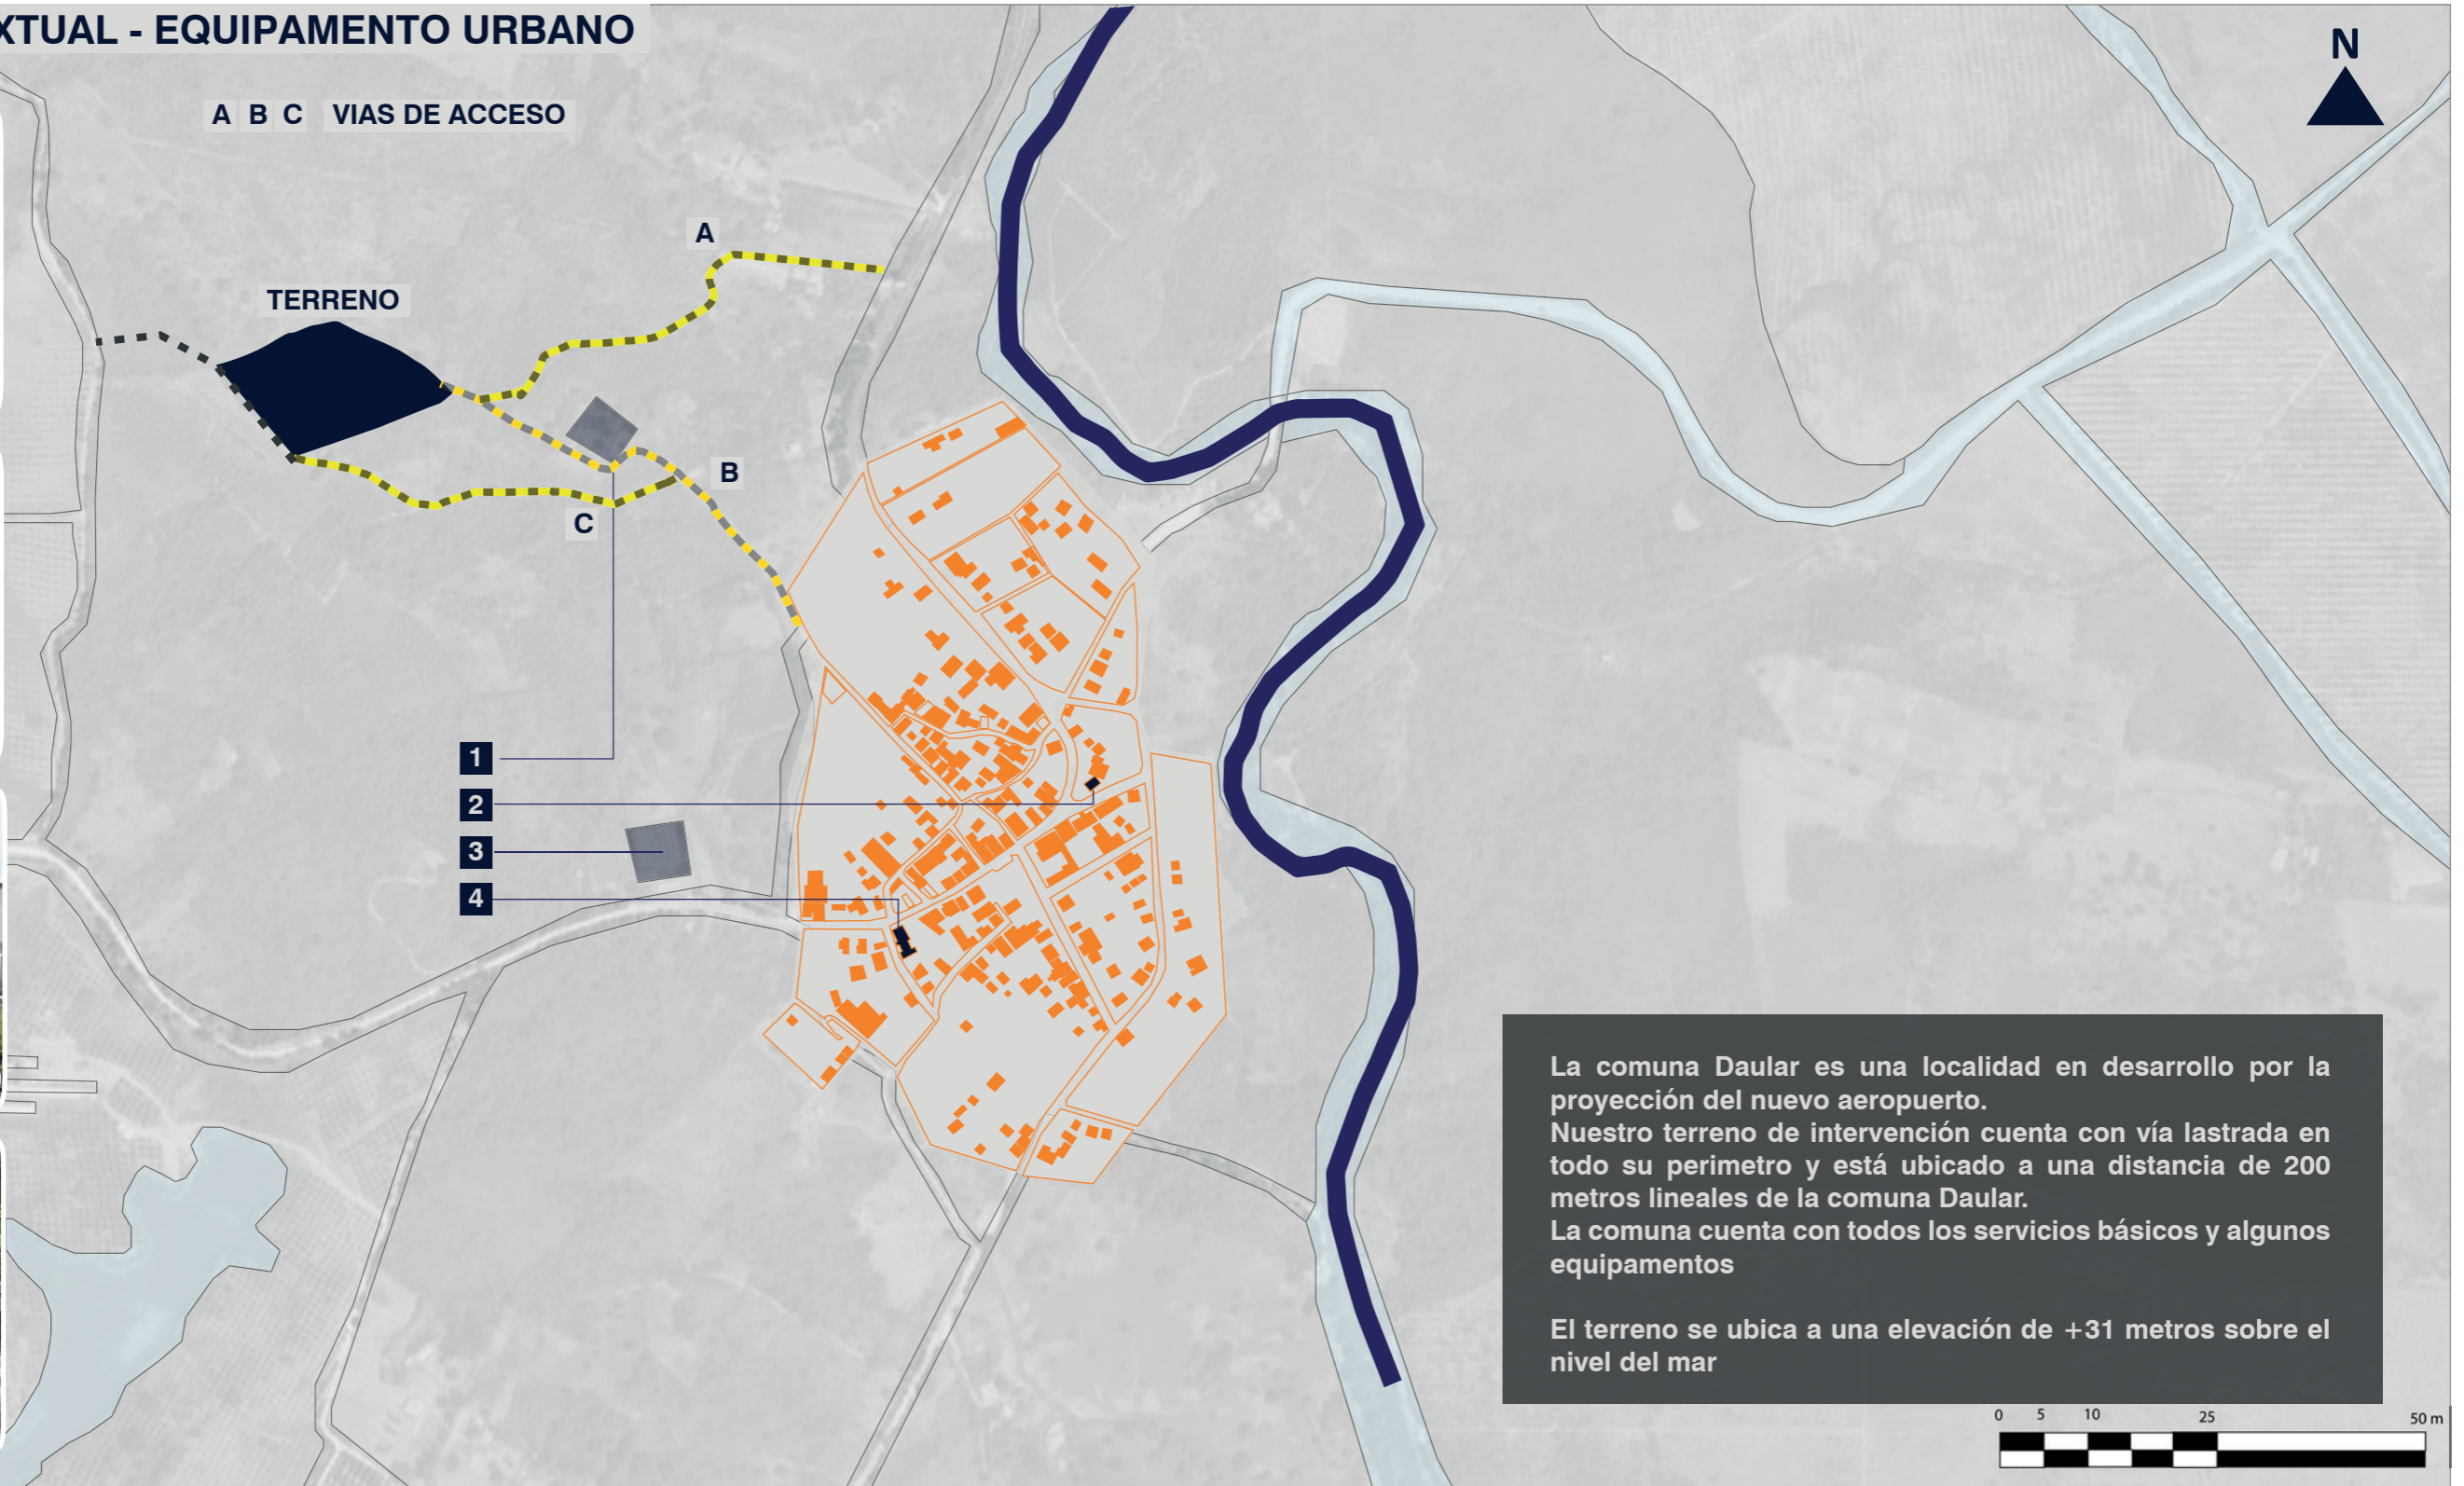 XTUAL - EQUIPAMENTO URBANO
N
A B C VIAS DE ACCESO
A
TERRENO
B
C
1
2
3
4
La comuna Daular es una localidad en desarrollo por la
proyección del nuevo aeropuerto.
Nuestro terreno de intervención cuenta con vía lastrada en
todo su perimetro y está ubicado a una distancia de 200
metros lineales de la comuna Daular.
La comuna cuenta con todos los servicios básicos y algunos
equipamentos
El terreno se ubica a una elevación de +31 metros sobre el
nivel del mar
0 5 10 25 50 m